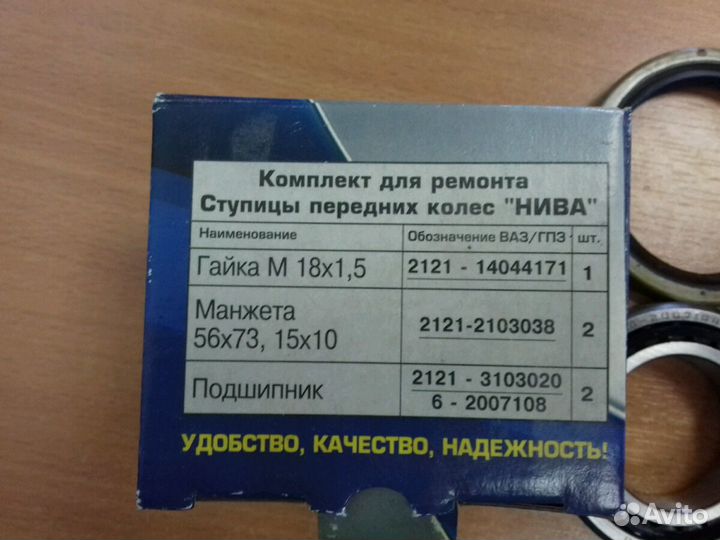 Комплект для ремонта
Ступицы передних колес "НИВА"
Наименование Обозначение ВАЗ/ГПЗ шт.
Гайка М 18х1,5 2121 - 14044171 1
Манжета
56х73, 15х10 2121-2103038 2
Подшипник 2121 - 3103020
6 - 2007108 2
УДОБСТВО, КАЧЕСТВО, НАДЕЖНОСТЬ!
Avito